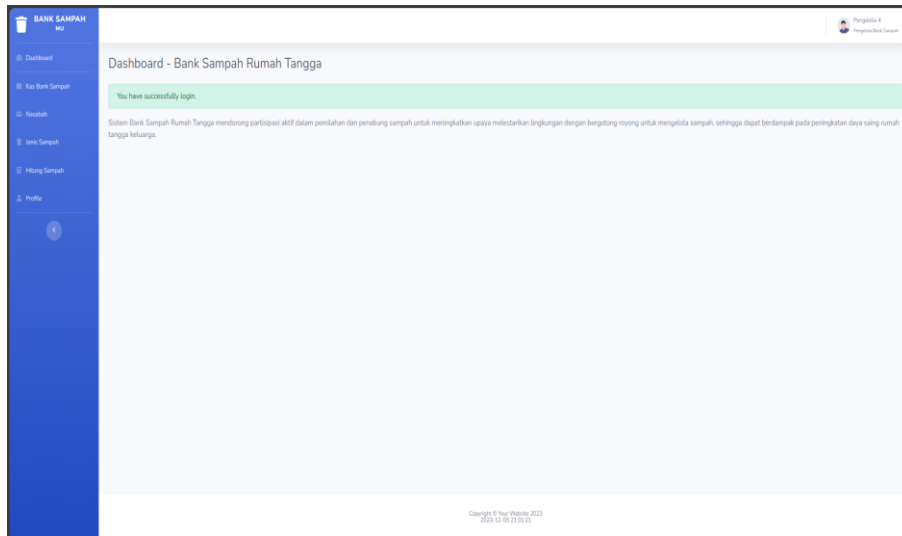 BANK SAMPAH
MU
Pengelola 4
Pengelola Bank Sampah
Dashboard
Kas Bank Sampah
Nasabah
Jenis Sampah
Hitung Sampah
Profile
Dashboard - Bank Sampah Rumah Tangga
You have successfully login.
Sistem Bank Sampah Rumah Tangga mendorong partisipasi aktif dalam pemilahan dan penabung sampah untuk meningkatkan upaya melestarikan lingkungan dengan bergotong royong untuk mengelola sampah, sehingga dapat berdampak pada peningkatan daya saing rumah
tangga keluarga.
Copyright © Your Website 2023
2023-12-05 21:31:21